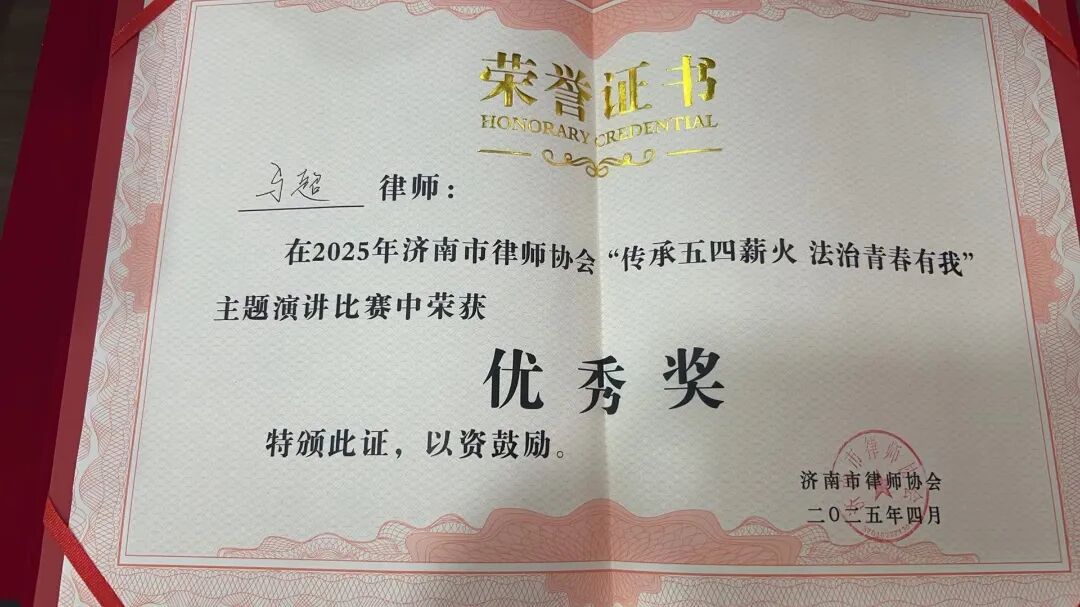 荣誉证书
HONORARY CREDENTIAL
马超 律师：
在2025年济南市律师协会“传承五四薪火 法治青春有我”
主题演讲比赛中荣获
优秀奖
特颁此证，以资鼓励。
济南市律师协会
二〇二五年四月